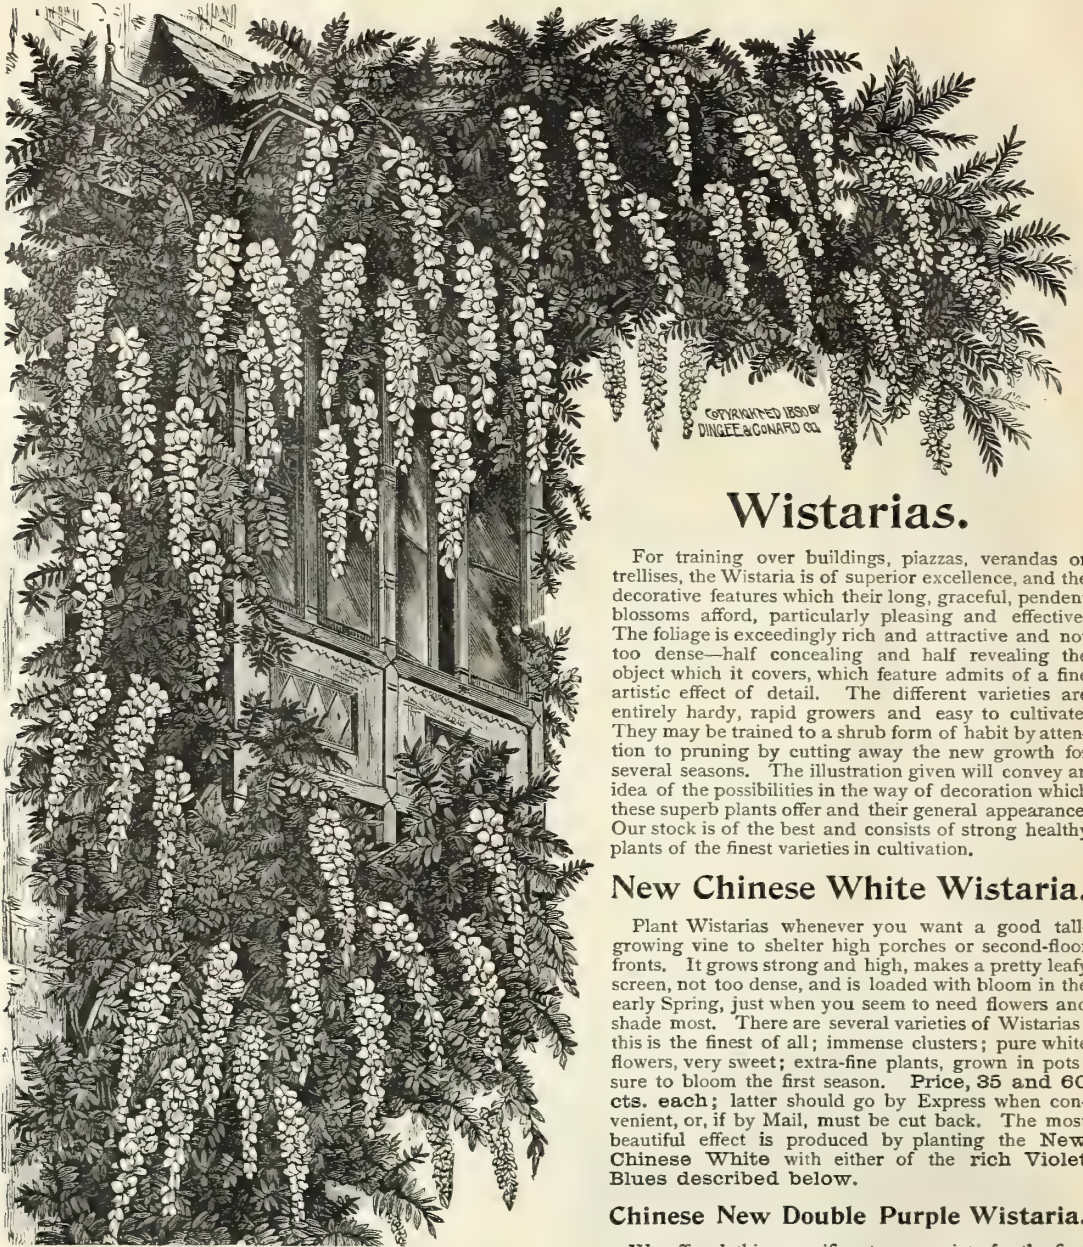 COPYRIGHTED 1890 BY
DINGEE & CONARD CO.
Wistarias.
For training over buildings, piazzas, verandas or
trellises, the Wistaria is of superior excellence, and the
decorative features which their long, graceful, pendent
blossoms afford, particularly pleasing and effective
The foliage is exceedingly rich and attractive and not
too dense—half concealing and half revealing the
object which it covers, which feature admits of a fine
artistic effect of detail. The different varieties are
entirely hardy, rapid growers and easy to cultivate
They may be trained to a shrub form of habit by atten-
tion to pruning by cutting away the new growth for
several seasons. The illustration given will convey an
idea of the possibilities in the way of decoration which
these superb plants offer and their general appearance
Our stock is of the best and consists of strong healthy
plants of the finest varieties in cultivation.
New Chinese White Wistaria.
Plant Wistarias whenever you want a good tall-
growing vine to shelter high porches or second-floor
fronts. It grows strong and high, makes a pretty leafy
screen, not too dense, and is loaded with bloom in the
early Spring, just when you seem to need flowers and
shade most. There are several varieties of Wistarias
this is the finest of all; immense clusters; pure white
flowers, very sweet; extra-fine plants, grown in pots
sure to bloom the first season. Price, 35 and 60
cts. each; latter should go by Express when con-
venient, or, if by Mail, must be cut back. The most
beautiful effect is produced by planting the New
Chinese White with either of the rich Violet
Blues described below.
Chinese New Double Purple Wistaria.